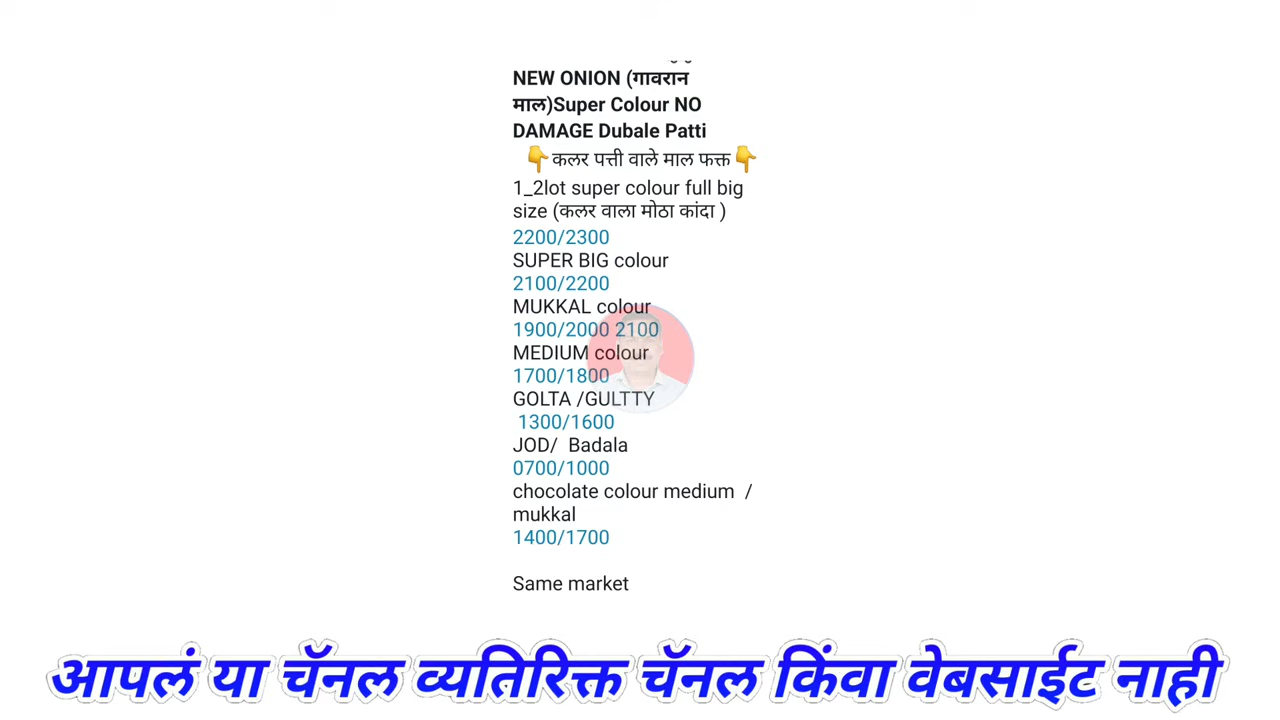 NEW ONION (गावरान
माल)Super Colour NO
DAMAGE Dubale Patti
👇कलर पत्ती वाले माल फक्त👇
1_2lot super colour full big
size (कलर वाला मोठा कांदा )
2200/2300
SUPER BIG colour
2100/2200
MUKKAL colour
1900/2000 2100
MEDIUM colour
1700/1800
GOLTA /GULTTY
1300/1600
JOD/  Badala
0700/1000
chocolate colour medium  /
mukkal
1400/1700
Same market
आपलं या चॅनल व्यतिरिक्त चॅनल किंवा वेबसाईट नाही